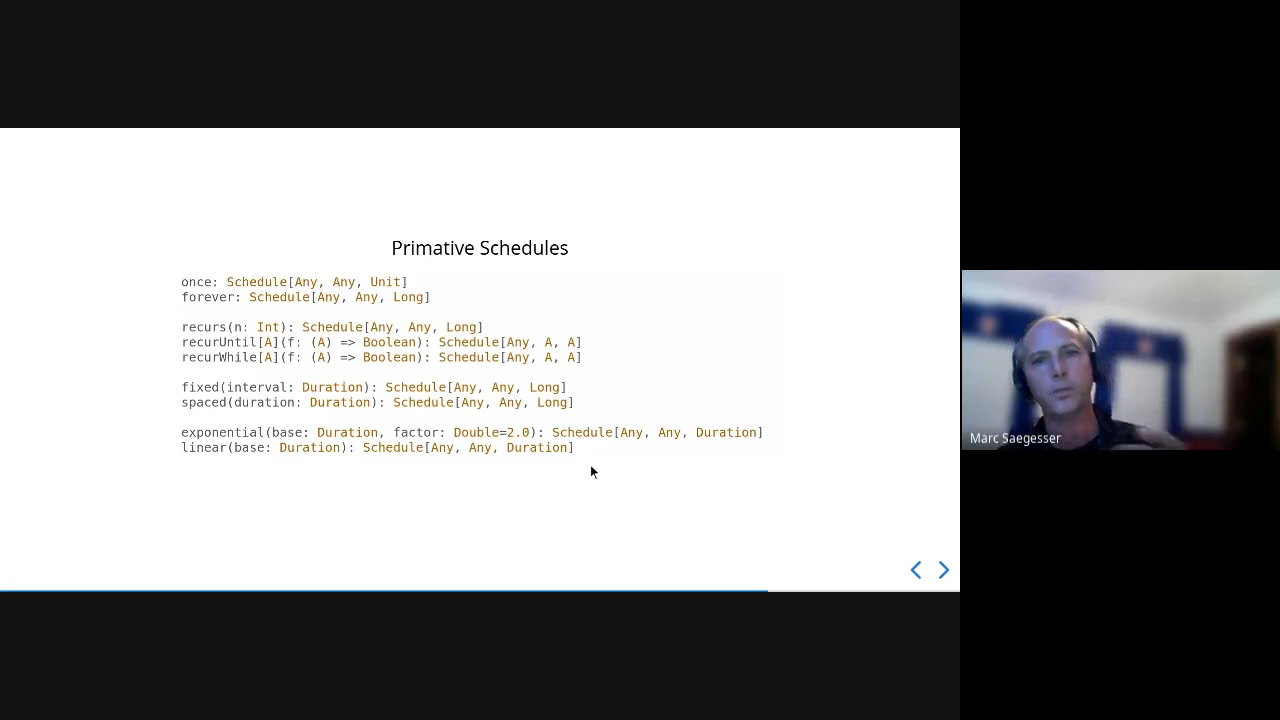 Primative Schedules
once: Schedule[Any, Any, Unit]
forever: Schedule[Any, Any, Long]
recurs(n: Int): Schedule[Any, Any, Long]
recurUntil[A](f: (A) => Boolean): Schedule[Any, A, A]
recurWhile[A](f: (A) => Boolean): Schedule[Any, A, A]
fixed(interval: Duration): Schedule[Any, Any, Long]
spaced(duration: Duration): Schedule[Any, Any, Long]
exponential(base: Duration, factor: Double=2.0): Schedule[Any, Any, Duration]
linear(base: Duration): Schedule[Any, Any, Duration]
Marc Saegesser